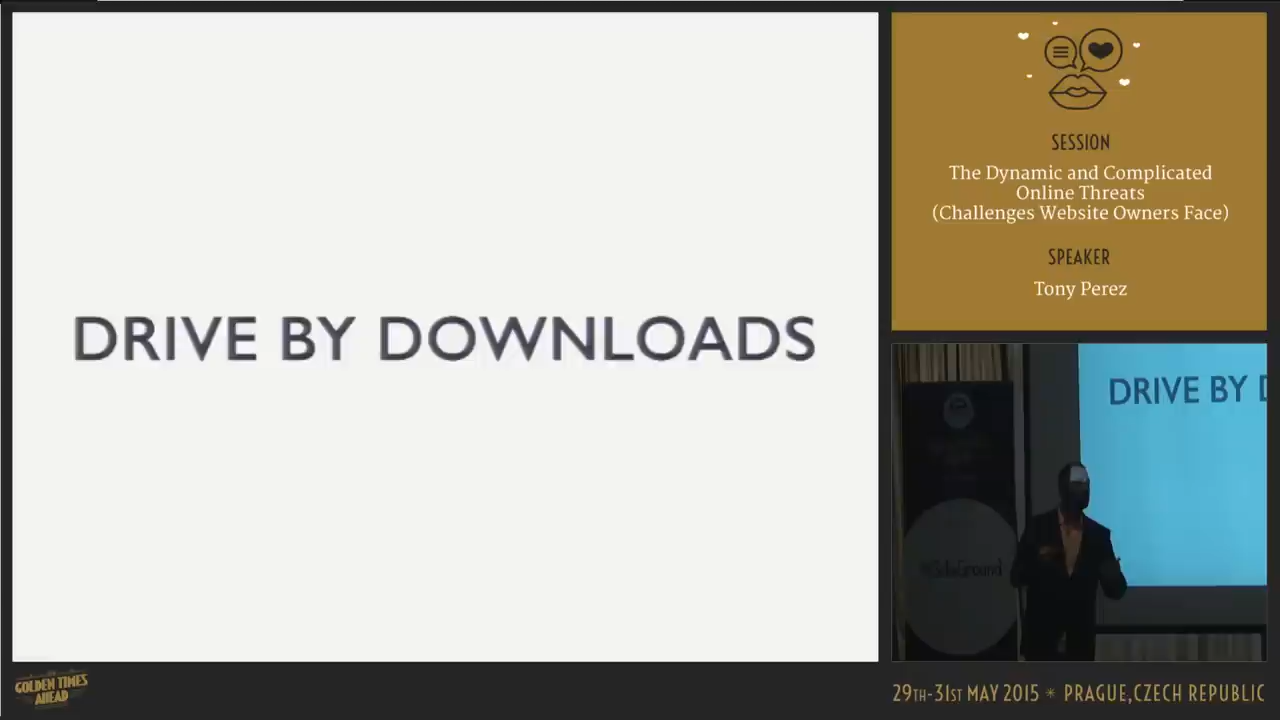 DRIVE BY DOWNLOADS
SESSION
The Dynamic and Complicated
Online Threats
(Challenges Website Owners Face)
SPEAKER
Tony Perez
DRIVE BY D
GOLDEN TIMES
AHEAD
29TH-31ST MAY 2015 * PRAGUE, CZECH REPUBLIC